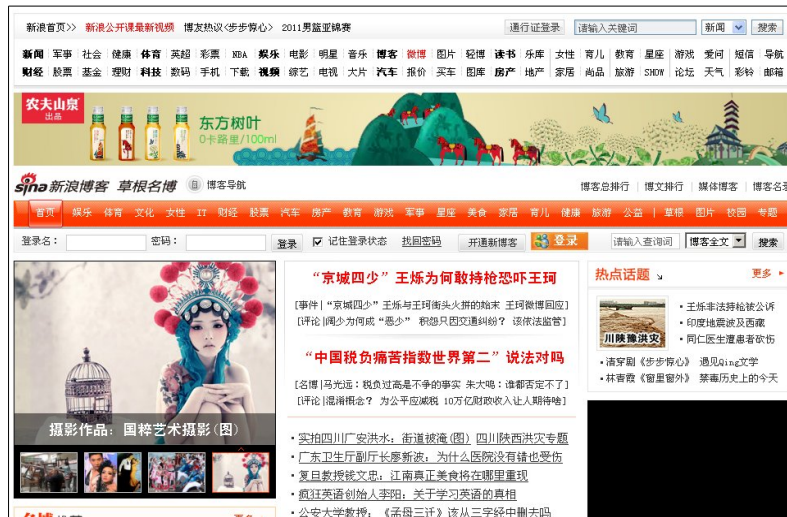 新浪首页>> 新浪公开课最新视频 博友热议<步步惊心> 2011男篮亚锦赛 通行证登录 请输入关键词 新闻 搜索
新闻 军事 社会 健康 体育 英超 彩票 NBA 娱乐 电影 明星 音乐 博客 微博 图片 轻博 读书 乐库 女性 育儿 教育 星座 游戏 爱问 短信 导航
财经 股票 基金 理财 科技 数码 手机 下载 视频 综艺 电视 大片 汽车 报价 买车 图库 房产 地产 家居 尚品 旅游 SHOW 论坛 天气 彩铃 邮箱
农夫山泉
出品
东方树叶
0卡路里/100ml
sina新浪博客 草根名博 博客导航 博客总排行 博文排行 媒体博客 博客名
首页 娱乐 体育 文化 女性 IT 财经 股票 汽车 房产 教育 游戏 军事 星座 美食 家居 育儿 健康 旅游 公益 | 草根 图片 校园 专题
登录名: 密码: 登录 记住登录状态 找回密码 开通新博客 登录 请输入查询词 博客全文 搜索
“京城四少”王烁为何敢持枪恐吓王珂
[事件|“京城四少”王烁与王珂街头火拼的始末 王珂微博回应]
[评论|阔少为何成“恶少” 积怨只因交通纠纷? 该依法监管]
“中国税负痛苦指数世界第二”说法对吗
[名博|马光远:税负过高是不争的事实 朱大鸣:谁都否定不了]
[评论|混淆概念? 为公平应减税 10万亿财政收入让人期待啥]
实拍四川广安洪水:街道被淹(图) 四川陕西洪灾专题
广东卫生厅副厅长廖新波:为什么医院没有错也受伤
复旦教授钱文忠:江南真正美食将在哪里重现
疯狂英语创始人李阳:关于学习英语的真相
公安大学教授:《孟母三迁》该从三字经中删去吗
摄影作品:国粹艺术摄影(图)
热点话题 更多
川陕豫洪灾
王烁非法持枪被公诉
印度地震波及西藏
同仁医生遭患者砍伤
清穿剧《步步惊心》 遇见Qing文学
林青霞《窗里窗外》 禁毒历史上的今天